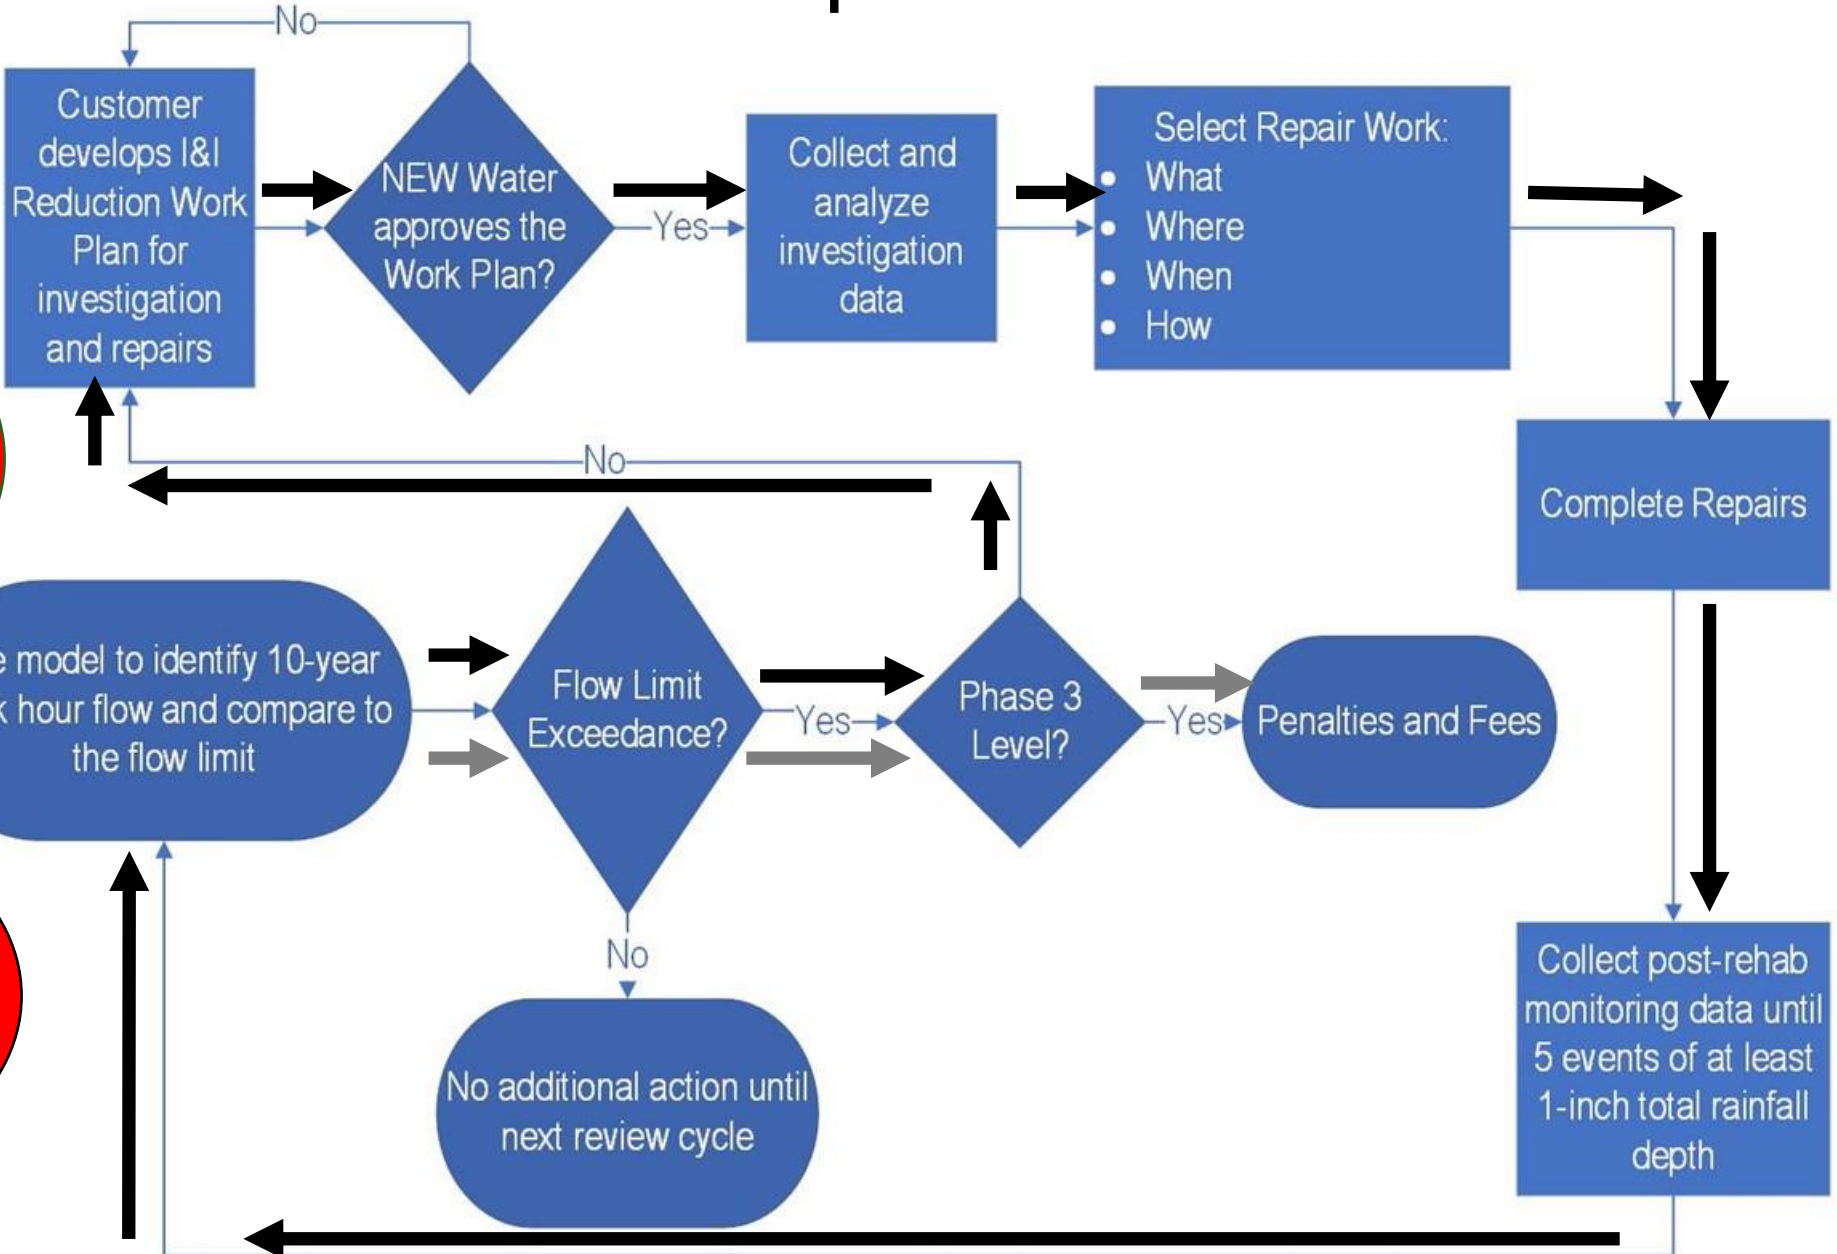 No
Customer
develops I&I
Reduction Work
Plan for
investigation
and repairs
NEW Water
approves the
Work Plan?
Yes
Collect and
analyze
investigation
data
Select Repair Work:
• What
• Where
• When
• How
No
Complete Repairs
model to identify 10-year
hour flow and compare to
the flow limit
Flow Limit
Exceedance?
Yes
Phase 3
Level?
Yes
Penalties and Fees
No
No additional action until
next review cycle
Collect post-rehab
monitoring data until
5 events of at least
1-inch total rainfall
depth